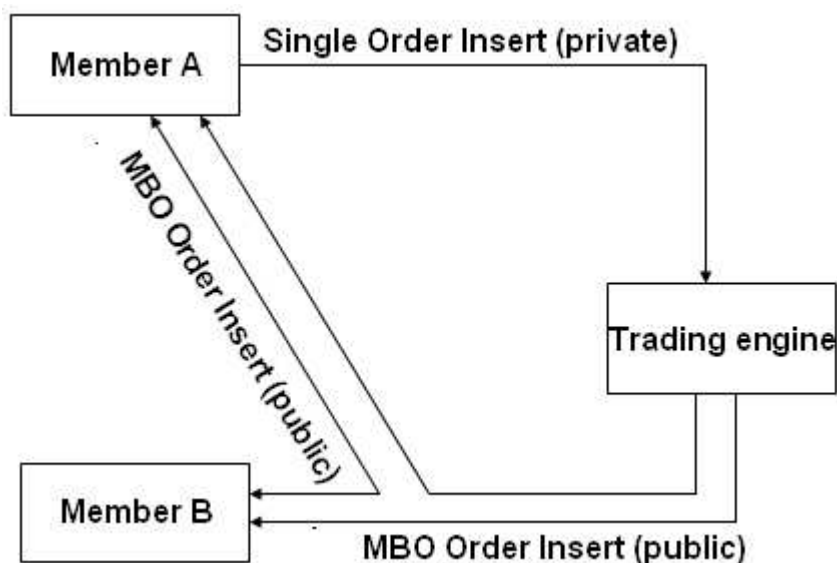 Single Order Insert (private)
Member A
MBO Order Insert (public)
Trading engine
Member B
MBO Order Insert (public)